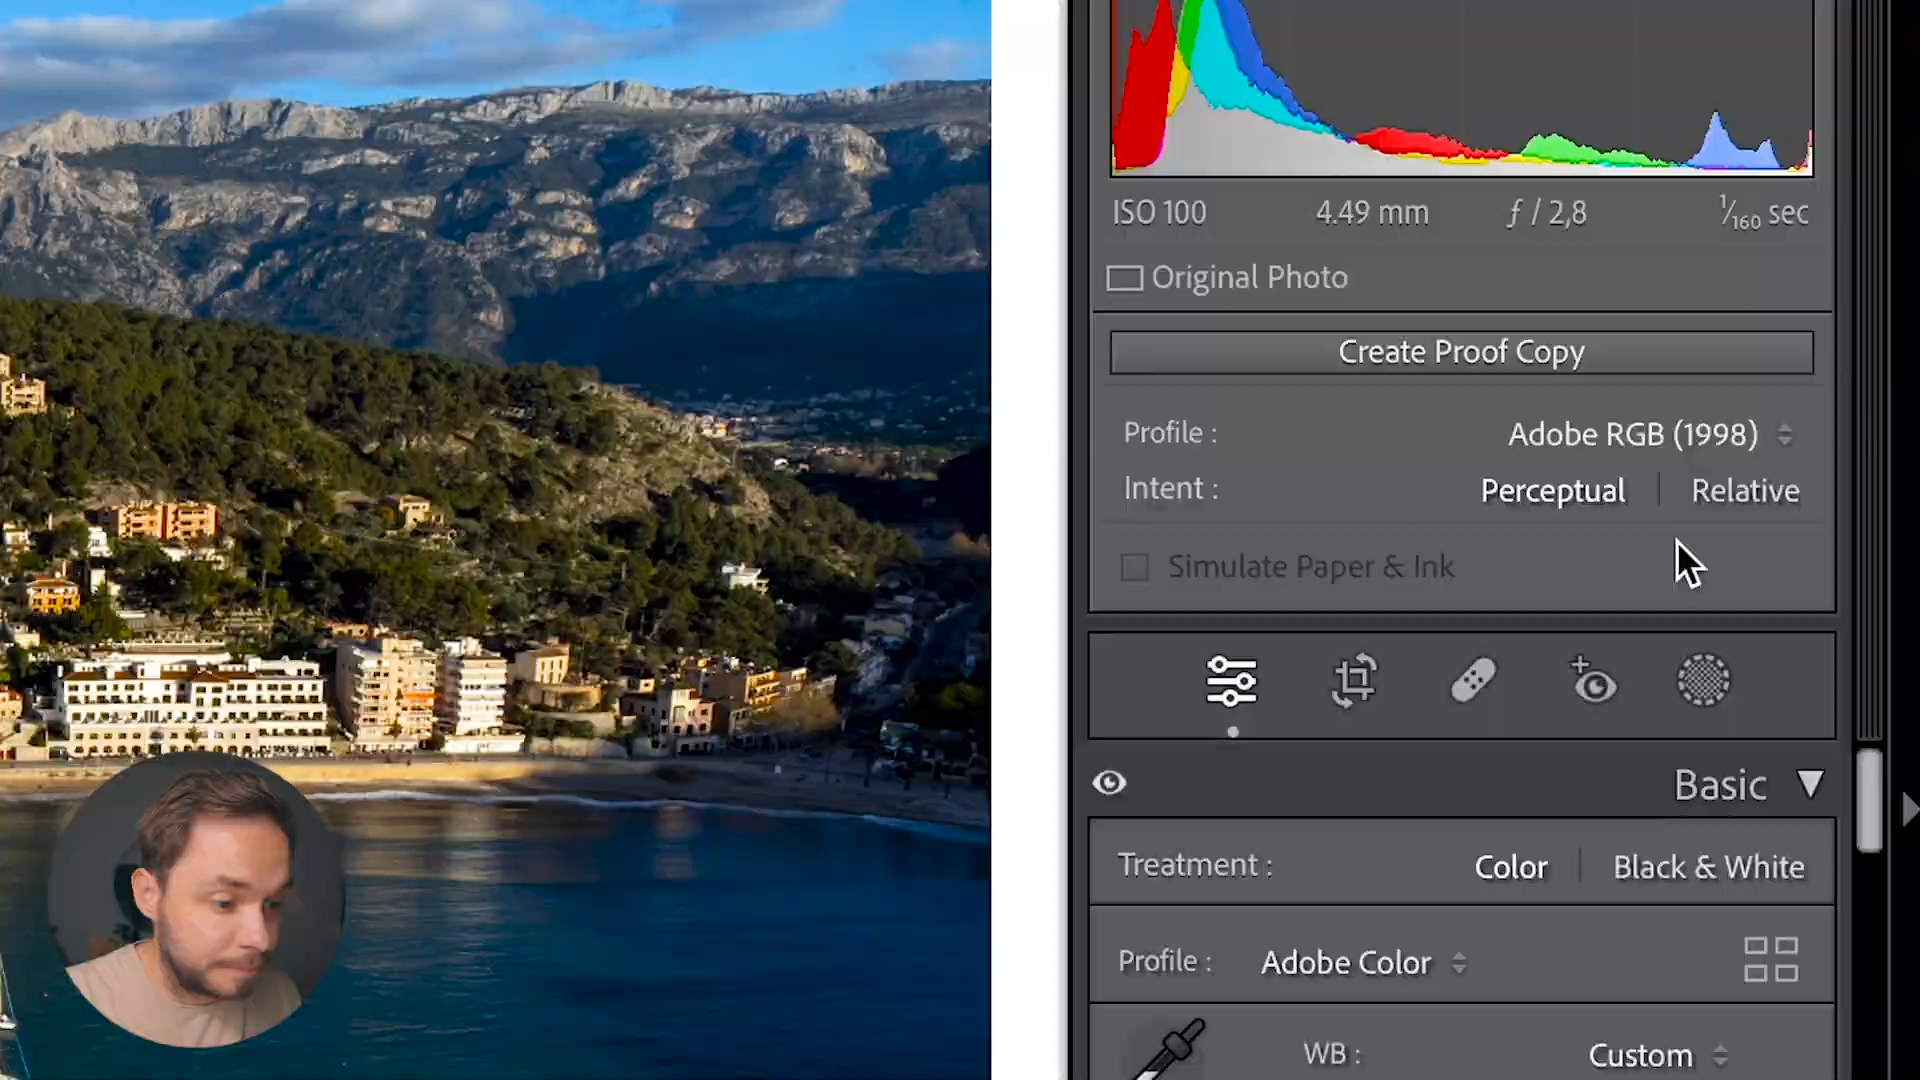 ISO 100 4.49 mm ƒ / 2,8 1/160 sec
Original Photo
Create Proof Copy
Profile : Adobe RGB (1998)
Intent : Perceptual Relative
Simulate Paper & Ink
Basic
Treatment : Color Black & White
Profile : Adobe Color
WB : Custom